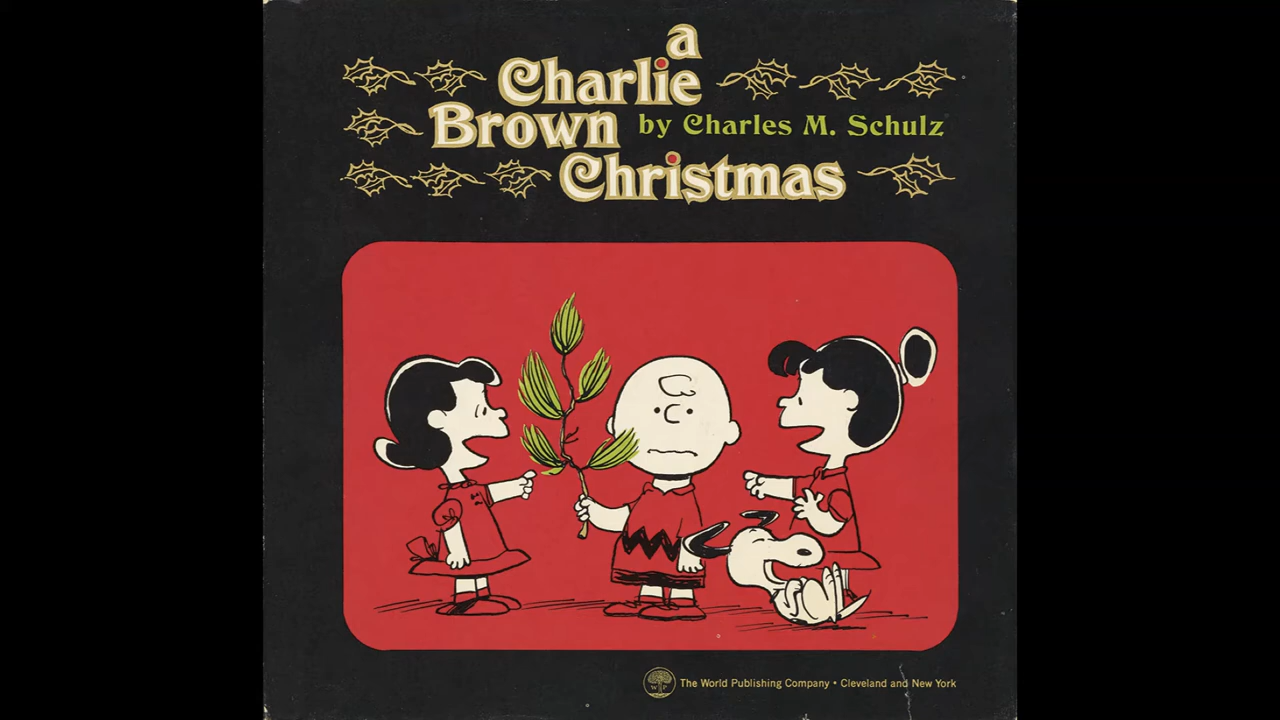 a
Charlie
Brown
by Charles M. Schulz
Christmas
W P
The World Publishing Company • Cleveland and New York